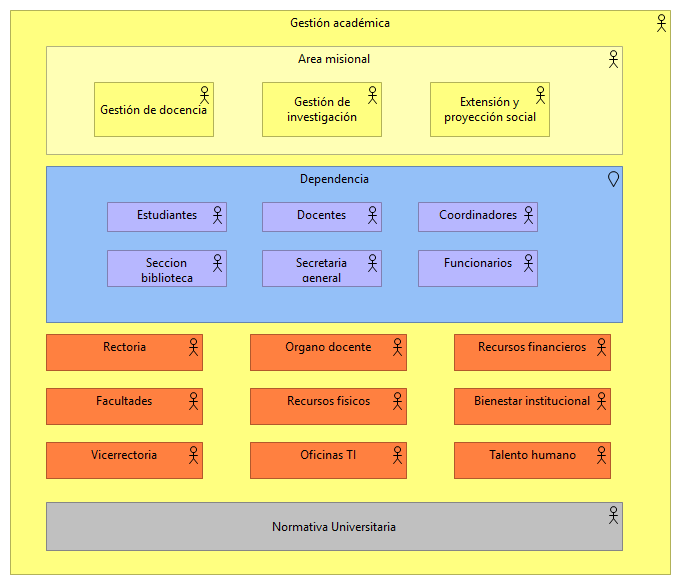 Gestión académica
Area misional
Gestión de docencia
Gestión de
investigación
Extensión y
proyección social
Dependencia
Estudiantes
Docentes
Coordinadores
Seccion
biblioteca
Secretaria
general
Funcionarios
Rectoria
Organo docente
Recursos financieros
Facultades
Recursos fisicos
Bienestar institucional
Vicerrectoria
Oficinas TI
Talento humano
Normativa Universitaria